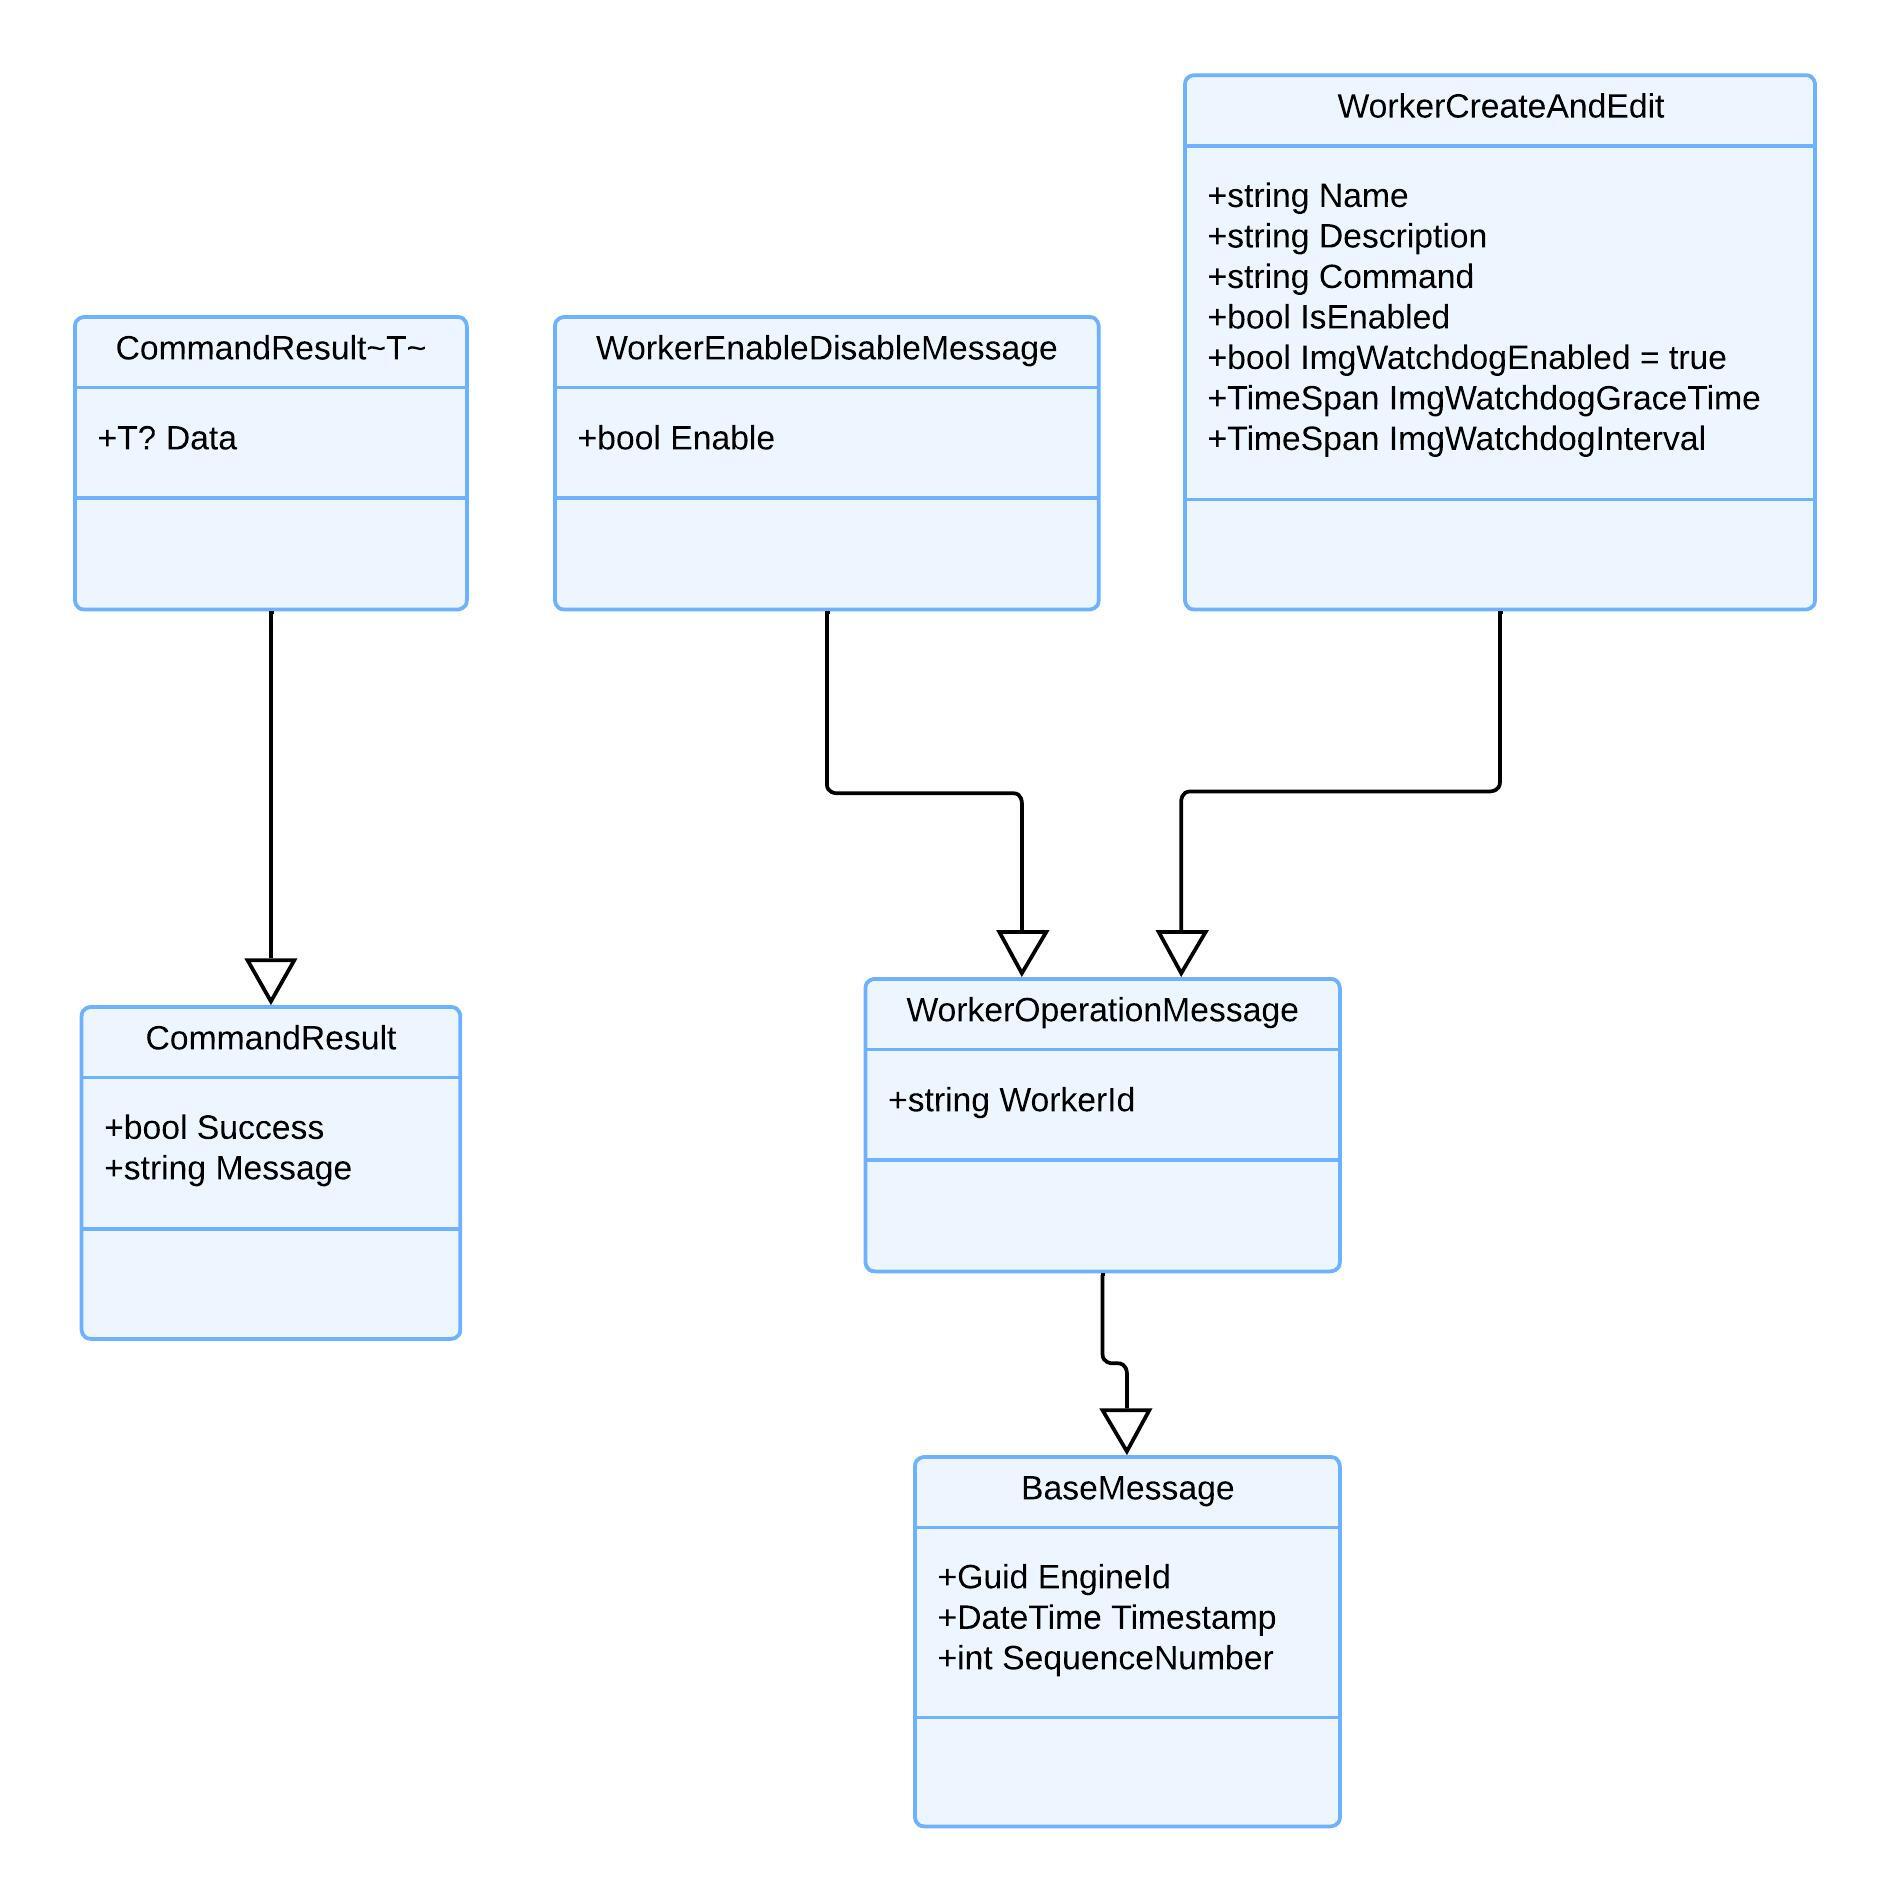 WorkerCreateAndEdit
+string Name
+string Description
+string Command
+bool IsEnabled
+bool ImgWatchdogEnabled = true
+TimeSpan ImgWatchdogGraceTime
+TimeSpan ImgWatchdogInterval
CommandResult~T~
+T? Data
WorkerEnableDisableMessage
+bool Enable
CommandResult
+bool Success
+string Message
WorkerOperationMessage
+string WorkerId
BaseMessage
+Guid EngineId
+DateTime Timestamp
+int SequenceNumber